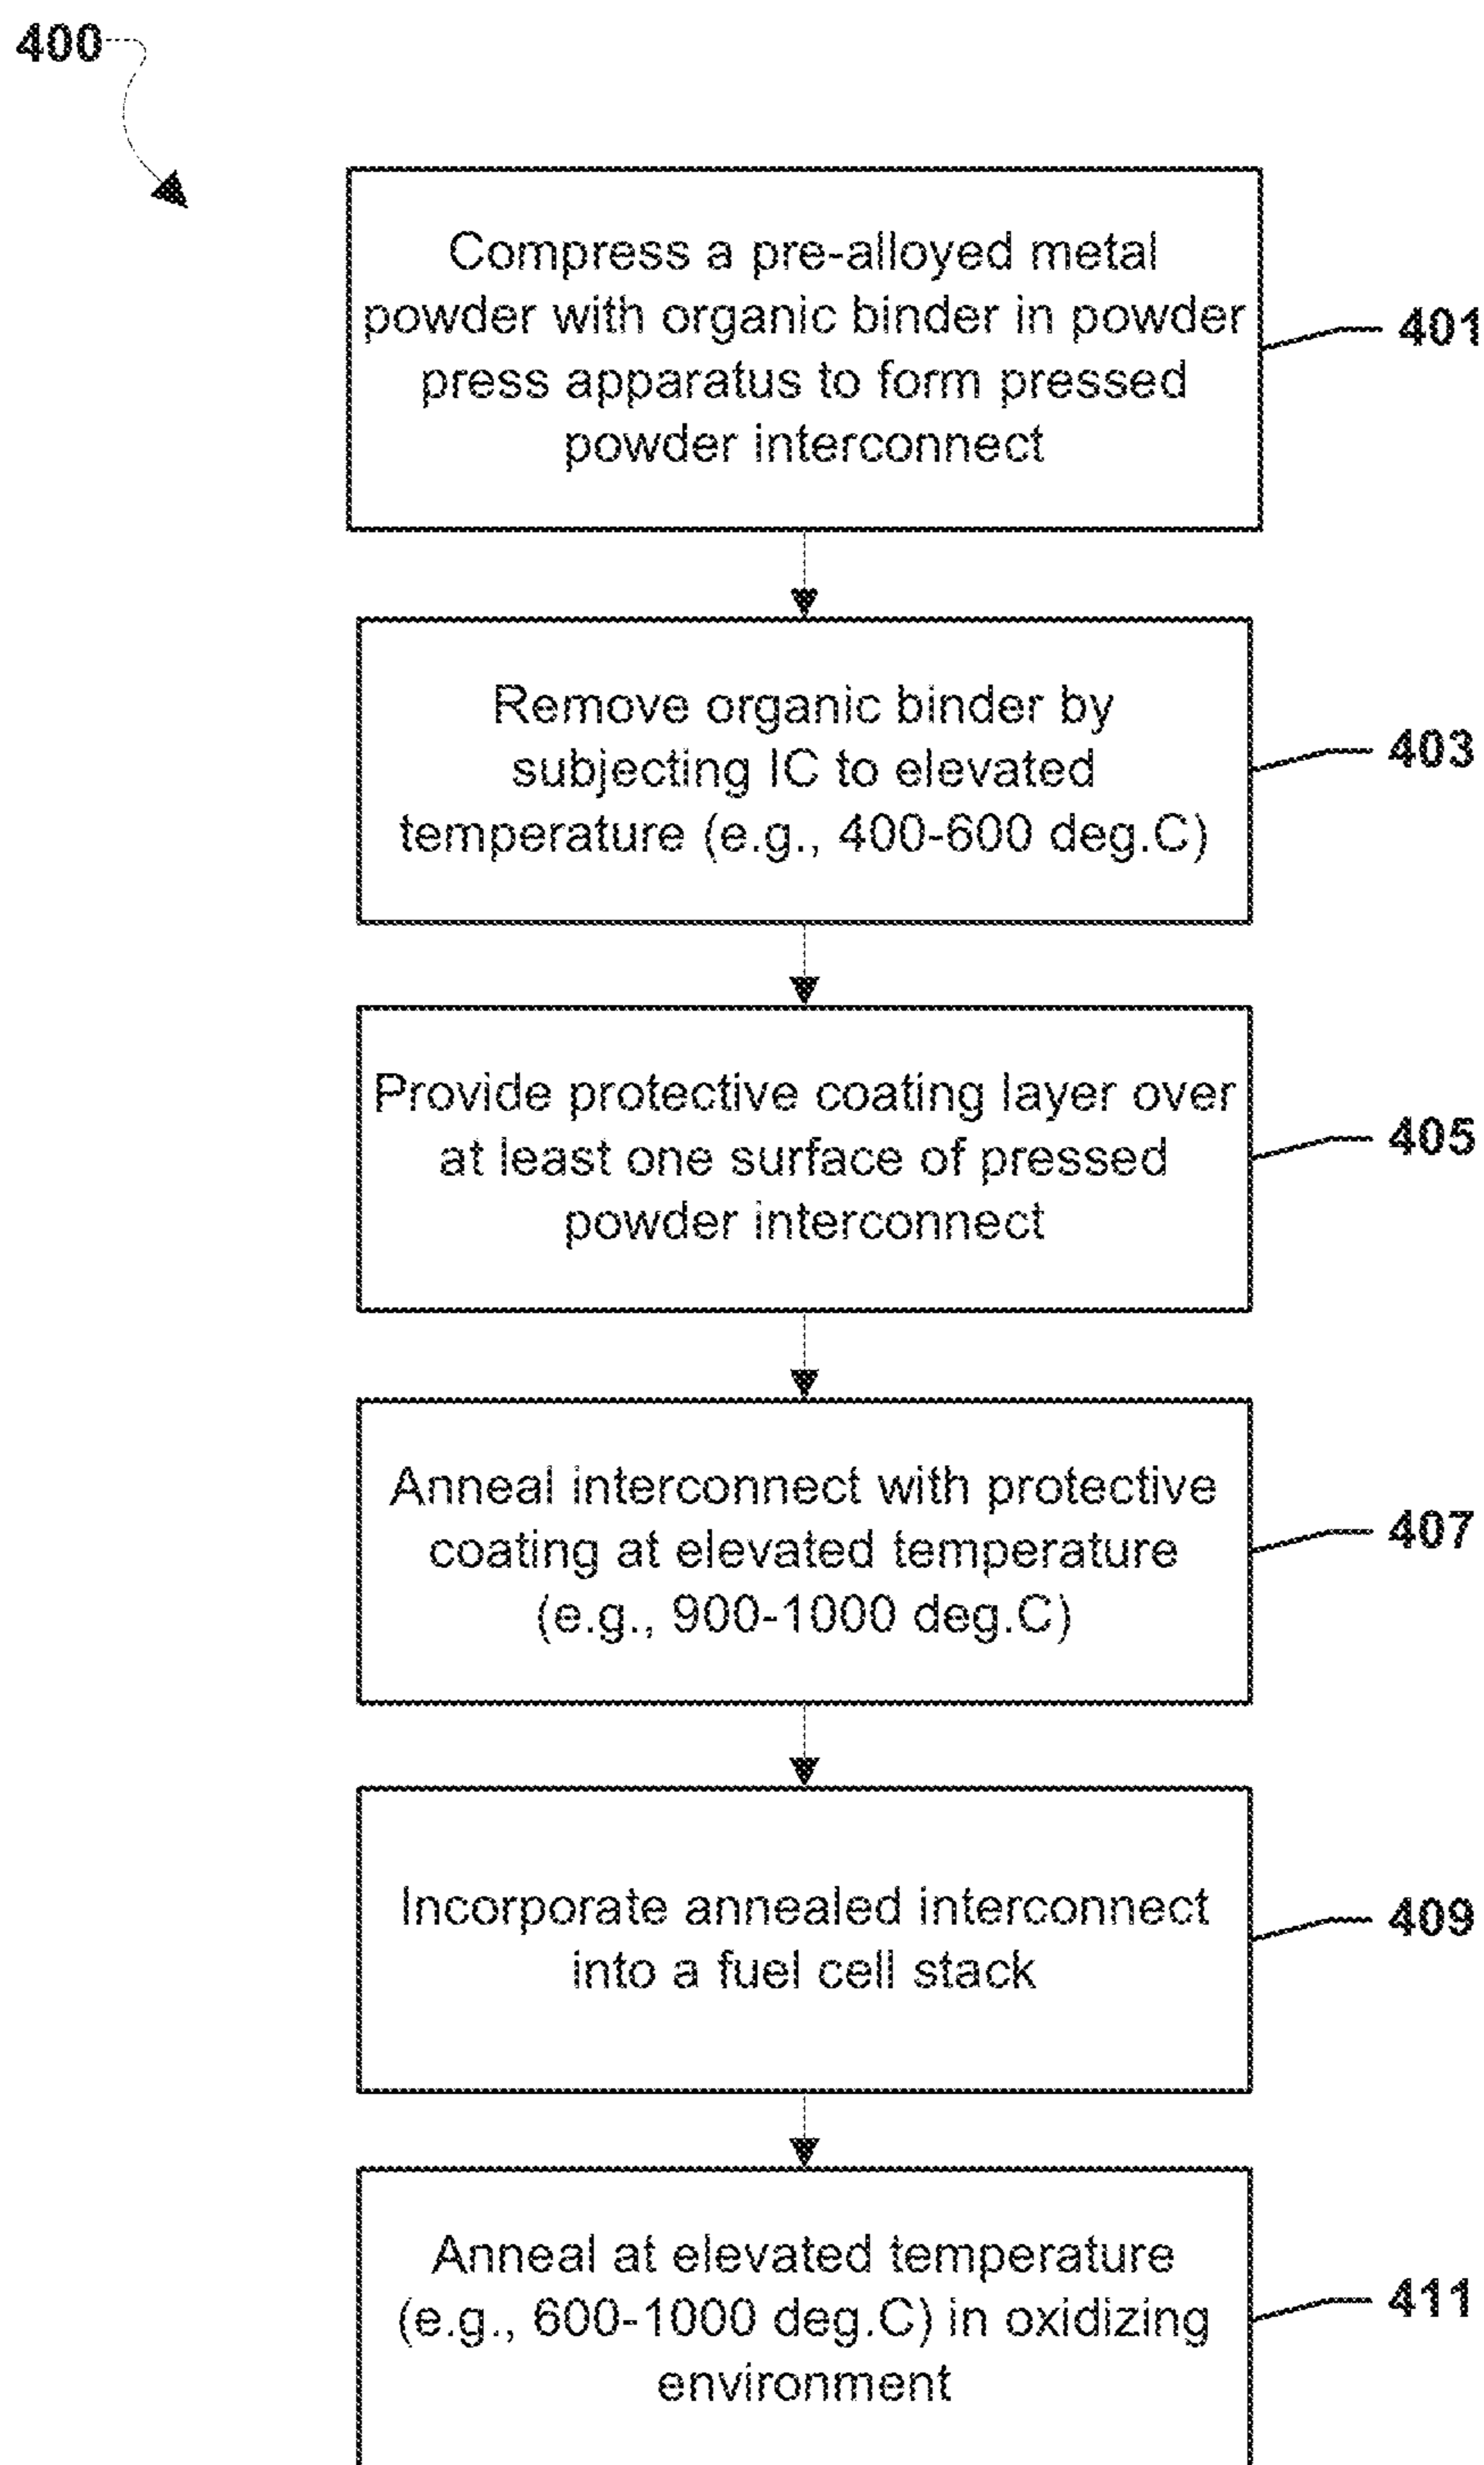 400
Compress a pre-alloyed metal
powder with organic binder in powder
press apparatus to form pressed
powder interconnect
401
Remove organic binder by
subjecting IC to elevated
temperature (e.g., 400-600 deg.C)
403
Provide protective coating layer over
at least one surface of pressed
powder interconnect
405
Anneal interconnect with protective
coating at elevated temperature
(e.g., 900-1000 deg.C)
407
Incorporate annealed interconnect
into a fuel cell stack
409
Anneal at elevated temperature
(e.g., 600-1000 deg.C) in oxidizing
environment
411